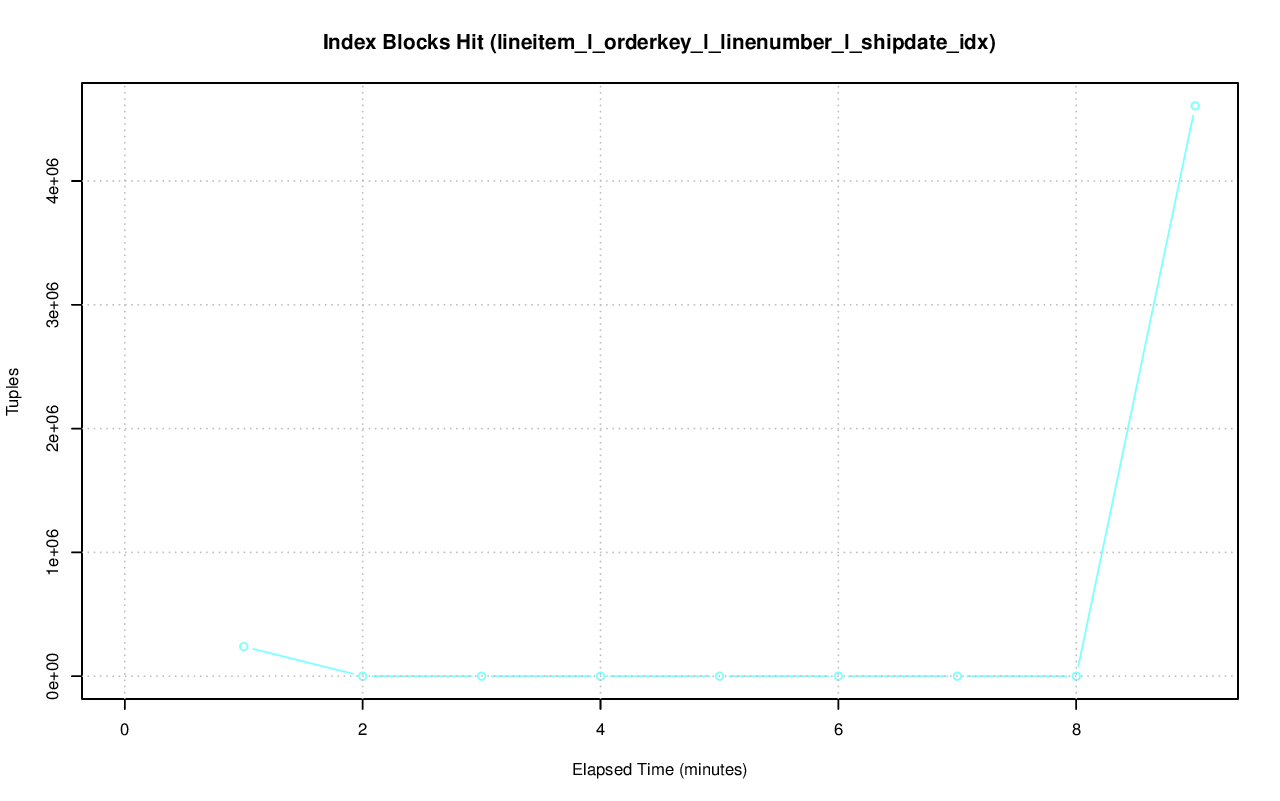 Index Blocks Hit (lineitem_l_orderkey_l_linenumber_l_shipdate_idx)
4e+06
3e+06
2e+06
1e+06
0e+00
Tuples
0 2 4 6 8
Elapsed Time (minutes)